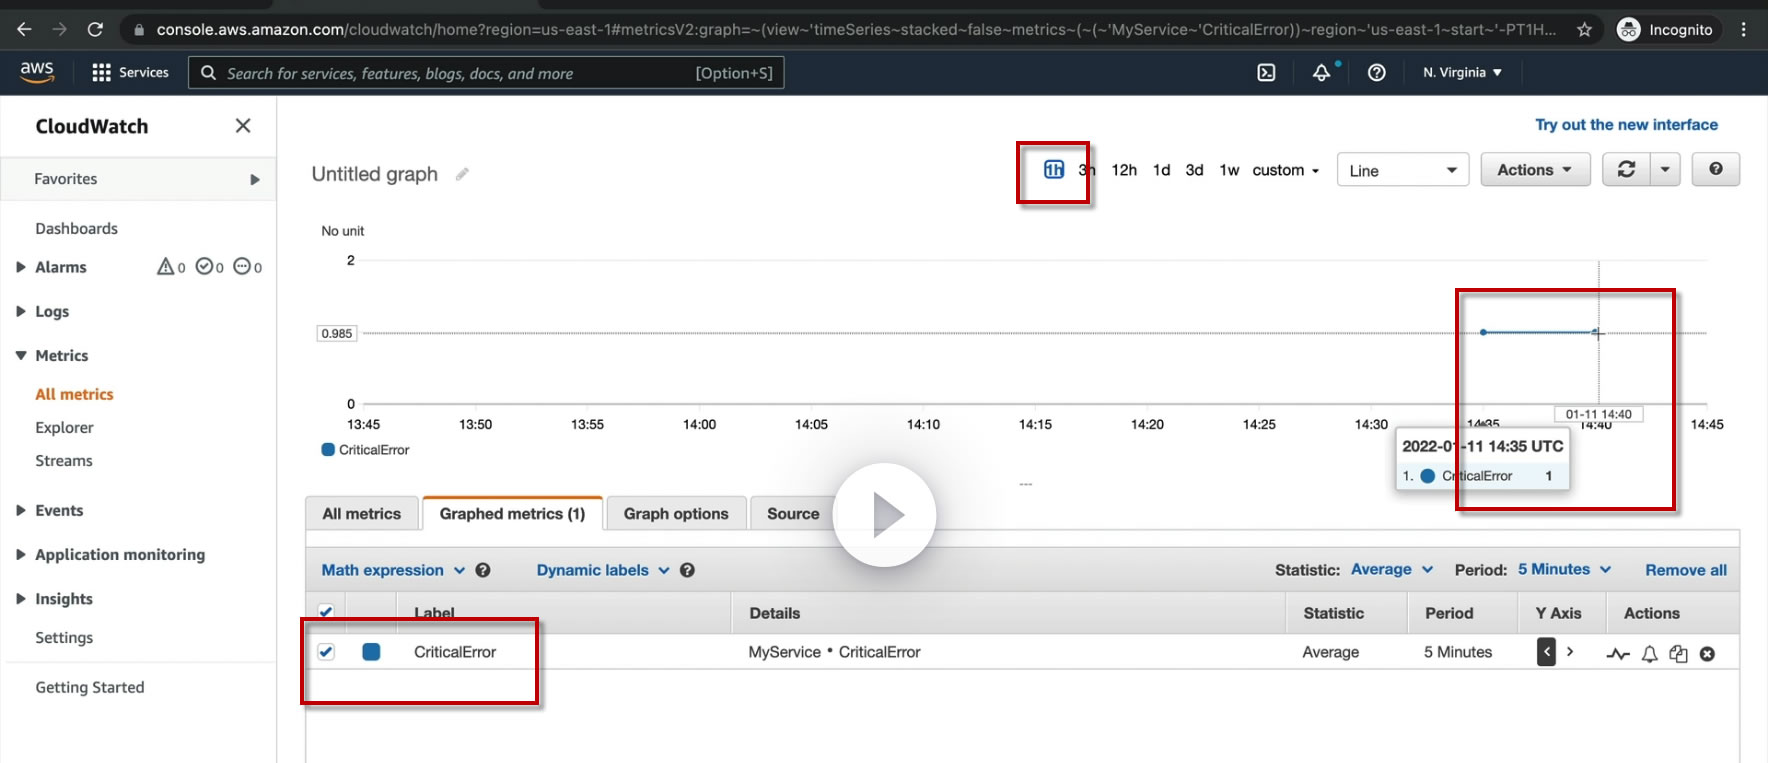 console.aws.amazon.com/cloudwatch/home?region=us-east-1#metricsV2:graph=~(view~'timeSeries~stacked~false~metrics~(~(~'MyService~'CriticalError))~region~'us-east-1~start~'-PT1H...
Incognito
aws
Services
Search for services, features, blogs, docs, and more
[Option+S]
N. Virginia
CloudWatch
Favorites
Dashboards
Alarms
0
0
0
Logs
Metrics
All metrics
Explorer
Streams
Events
Application monitoring
Insights
Settings
Getting Started
Try out the new interface
Untitled graph
1h 3h 12h 1d 3d 1w custom
Line
Actions
No unit
2
0.985
0
13:45 13:50 13:55 14:00 14:05 14:10 14:15 14:20 14:25 14:30 14:35 14:40 14:45
01-11 14:40
CriticalError
2022-01-11 14:35 UTC
1. CriticalError 1
All metrics
Graphed metrics (1)
Graph options
Source
Math expression
Dynamic labels
Statistic: Average
Period: 5 Minutes
Remove all
Label Details Statistic Period Y Axis Actions
CriticalError MyService • CriticalError Average 5 Minutes